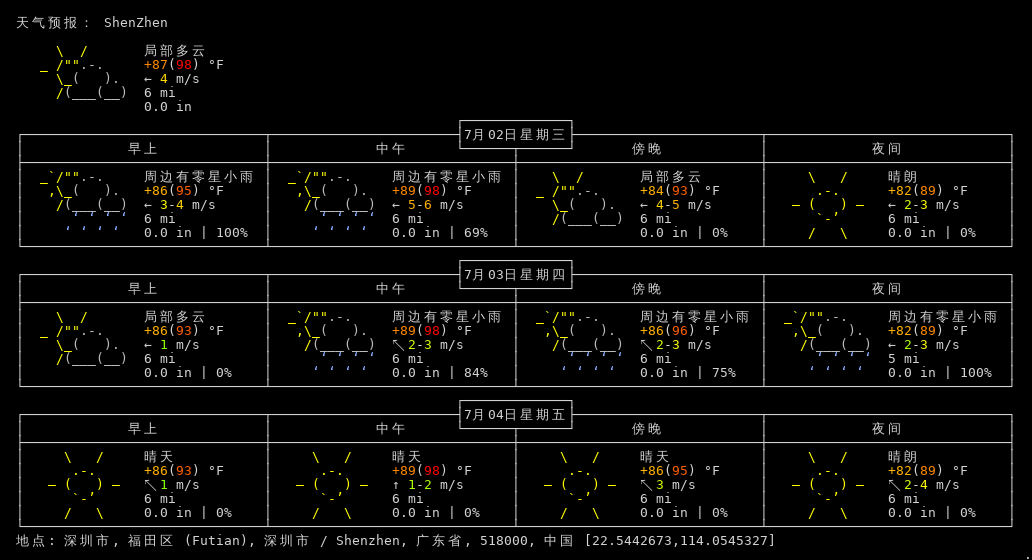 天气预报： ShenZhen
局部多云
+87(98) °F
← 4 m/s
6 mi
0.0 in
7月02日星期三
早上 中午 傍晚 夜间
周边有零星小雨 周边有零星小雨 局部多云 晴朗
+86(95) °F +89(98) °F +84(93) °F +82(89) °F
← 3-4 m/s ← 5-6 m/s ← 4-5 m/s ← 2-3 m/s
6 mi 6 mi 6 mi 6 mi
0.0 in | 100% 0.0 in | 69% 0.0 in | 0% 0.0 in | 0%
7月03日星期四
早上 中午 傍晚 夜间
局部多云 周边有零星小雨 周边有零星小雨 周边有零星小雨
+86(93) °F +89(98) °F +86(96) °F +82(89) °F
← 1 m/s ↖ 2-3 m/s ↖ 2-3 m/s ← 2-3 m/s
6 mi 6 mi 6 mi 5 mi
0.0 in | 0% 0.0 in | 84% 0.0 in | 75% 0.0 in | 100%
7月04日星期五
早上 中午 傍晚 夜间
晴天 晴天 晴天 晴朗
+86(93) °F +89(98) °F +86(95) °F +82(89) °F
↖ 1 m/s ↑ 1-2 m/s ↖ 3 m/s ↖ 2-4 m/s
6 mi 6 mi 6 mi 6 mi
0.0 in | 0% 0.0 in | 0% 0.0 in | 0% 0.0 in | 0%
地点: 深圳市, 福田区 (Futian), 深圳市 / Shenzhen, 广东省, 518000, 中国 [22.5442673,114.0545327]